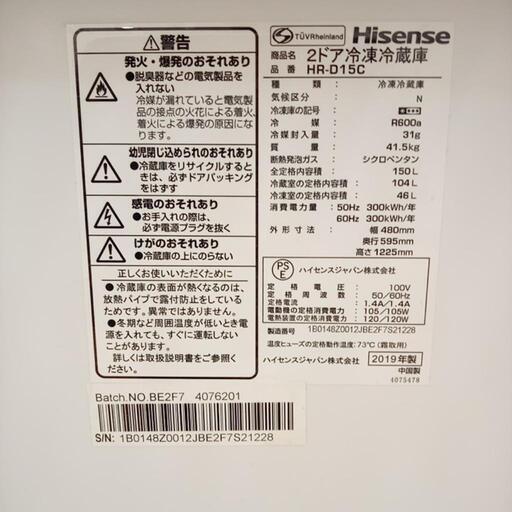 ⚠警告
発火・爆発のおそれあり
●脱臭器などの電気製品を
入れない
冷媒が漏れていると電気製
品の接点の火花による着火、
着火による爆発の原因にな
ります。
幼児閉じ込められのおそれあり
●冷蔵庫をリサイクルすると
きは、必ずドアパッキング
をはずす
感電のおそれあり
●お手入れの際は、
必ず電源プラグを抜く
けがのおそれあり
●冷蔵庫の上にのらない
正しくお使いいただくために
●冷蔵庫の表面が熱くなるのは、
放熱パイプで露付防止をしているた
めです。異常ではありません。
●冬期など周囲温度が低いとき電
源を入れても、すぐに運転しない
ことがあります。
詳しくは取扱説明書をご覧ください。
TÜVRheinland
Hisense
商品名 2ドア冷凍冷蔵庫
品番 HR-D15C
種類: 冷凍冷蔵庫
気候区分: N
冷凍庫の記号:
冷媒: R600a
冷媒封入量: 31g
質量: 41.5kg
断熱発泡ガス: シクロペンタン
全定格内容積: 150L
冷蔵室の定格内容積: 104L
冷凍室の定格内容積: 46L
消費電力量: 50Hz 300kWh/年
60Hz 300kWh/年
外形寸法: 幅480mm
奥行595mm
高さ1225mm
PSE
ハイセンスジャパン株式会社
定格電圧: 100V
定格周波数: 50/60Hz
定格電流: 1.4A/1.4A
電動機の定格消費電力: 105/105W
電熱装置の定格消費電力: 120/120W
製造番号 1B0148Z0012JBE2F7S21228
温度ヒューズの定格動作温度:73℃(霜取用)
ハイセンスジャパン株式会社
2019年製
中国製
4075478
Batch.NO.BE2F7 4076201
S/N: 1B0148Z0012JBE2F7S21228